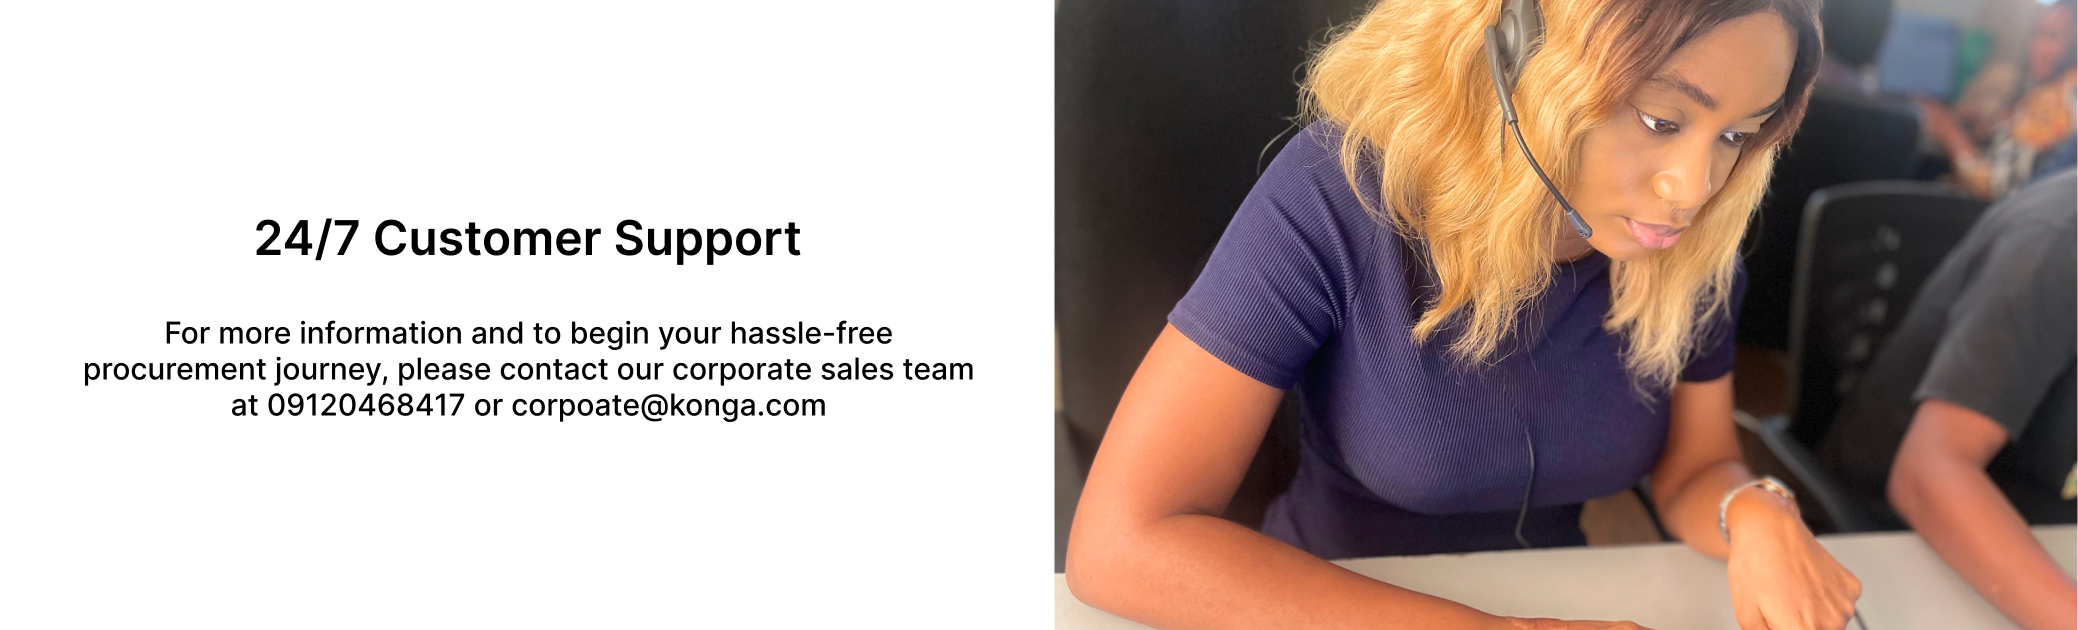 24/7 Customer Support
For more information and to begin your hassle-free
procurement journey, please contact our corporate sales team
at 09120468417 or corpoate@konga.com